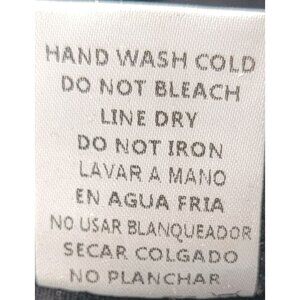 HAND WASH COLD
DO NOT BLEACH
LINE DRY
DO NOT IRON
LAVAR A MANO
EN AGUA FRIA
NO USAR BLANQUEADOR
SECAR COLGADO
NO PLANCHAR